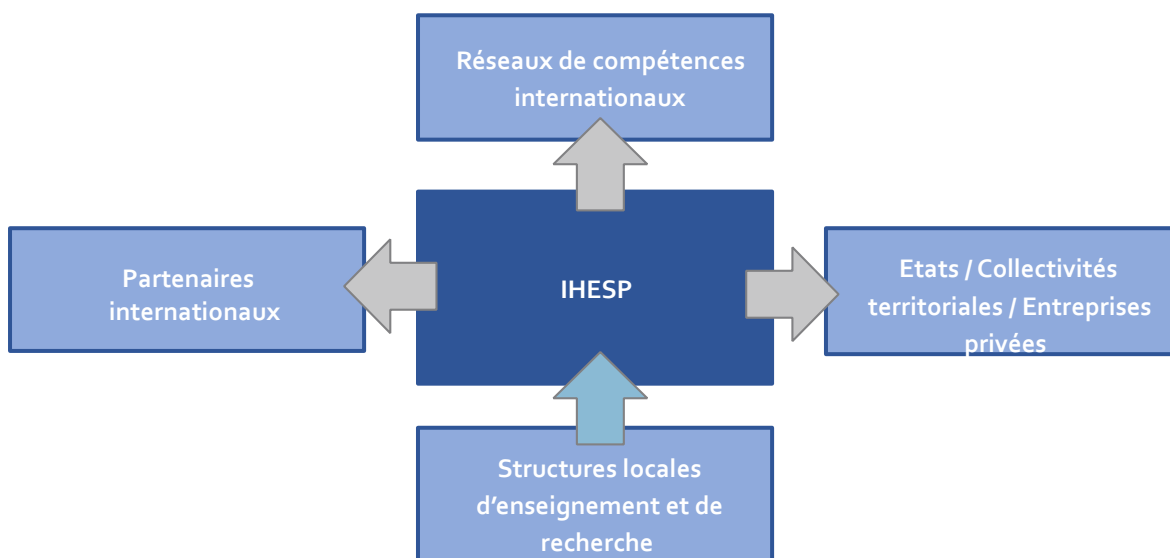 Réseaux de compétences
internationaux
Partenaires
internationaux
IHESP
Etats / Collectivités
territoriales / Entreprises
privées
Structures locales
d’enseignement et de
recherche